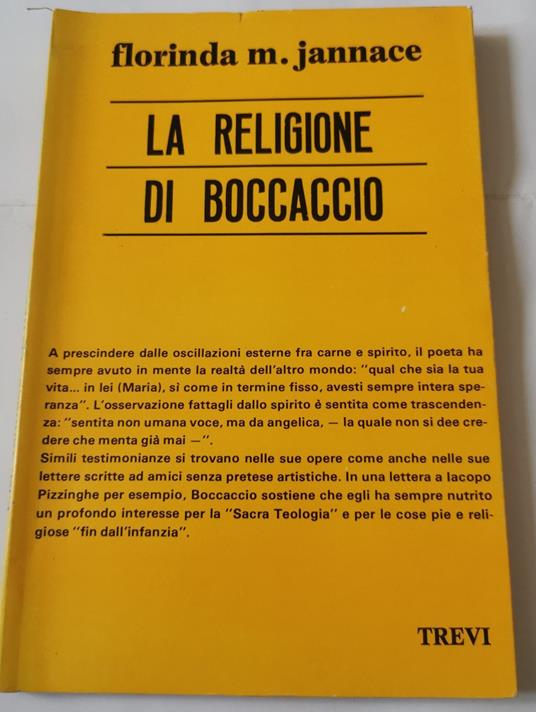 florinda m. jannace
LA RELIGIONE
DI BOCCACCIO
A prescindere dalle oscillazioni esterne fra carne e spirito, il poeta ha
sempre avuto in mente la realtà dell'altro mondo: "qual che sia la tua
vita... in lei (Maria), sì come in termine fisso, avesti sempre intera spe-
ranza". L'osservazione fattagli dallo spirito è sentita come trascenden-
za: "sentita non umana voce, ma da angelica, — la quale non si dee cre-
dere che menta già mai —".
Simili testimonianze si trovano nelle sue opere come anche nelle sue
lettere scritte ad amici senza pretese artistiche. In una lettera a Iacopo
Pizzinghe per esempio, Boccaccio sostiene che egli ha sempre nutrito
un profondo interesse per la "Sacra Teologia" e per le cose pie e reli-
giose "fin dall'infanzia".
TREVI